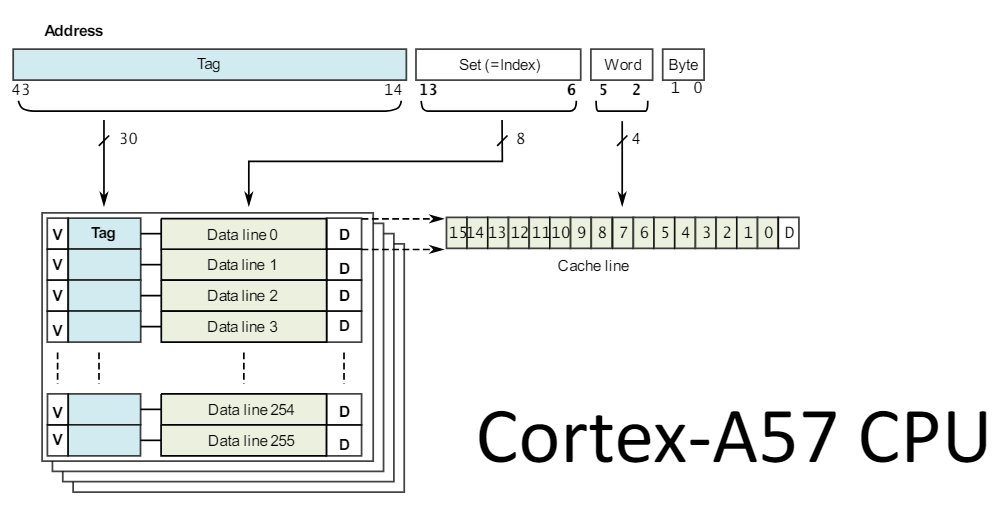 Address
Tag Set (=Index) Word Byte
43 14 13 6 5 2 1 0
30 8 4
V Tag Data line 0 D
15 14 13 12 11 10 9 8 7 6 5 4 3 2 1 0 D
V Data line 1 D
Cache line
V Data line 2 D
V Data line 3 D
V Data line 254 D
V Data line 255 D
Cortex-A57 CPU